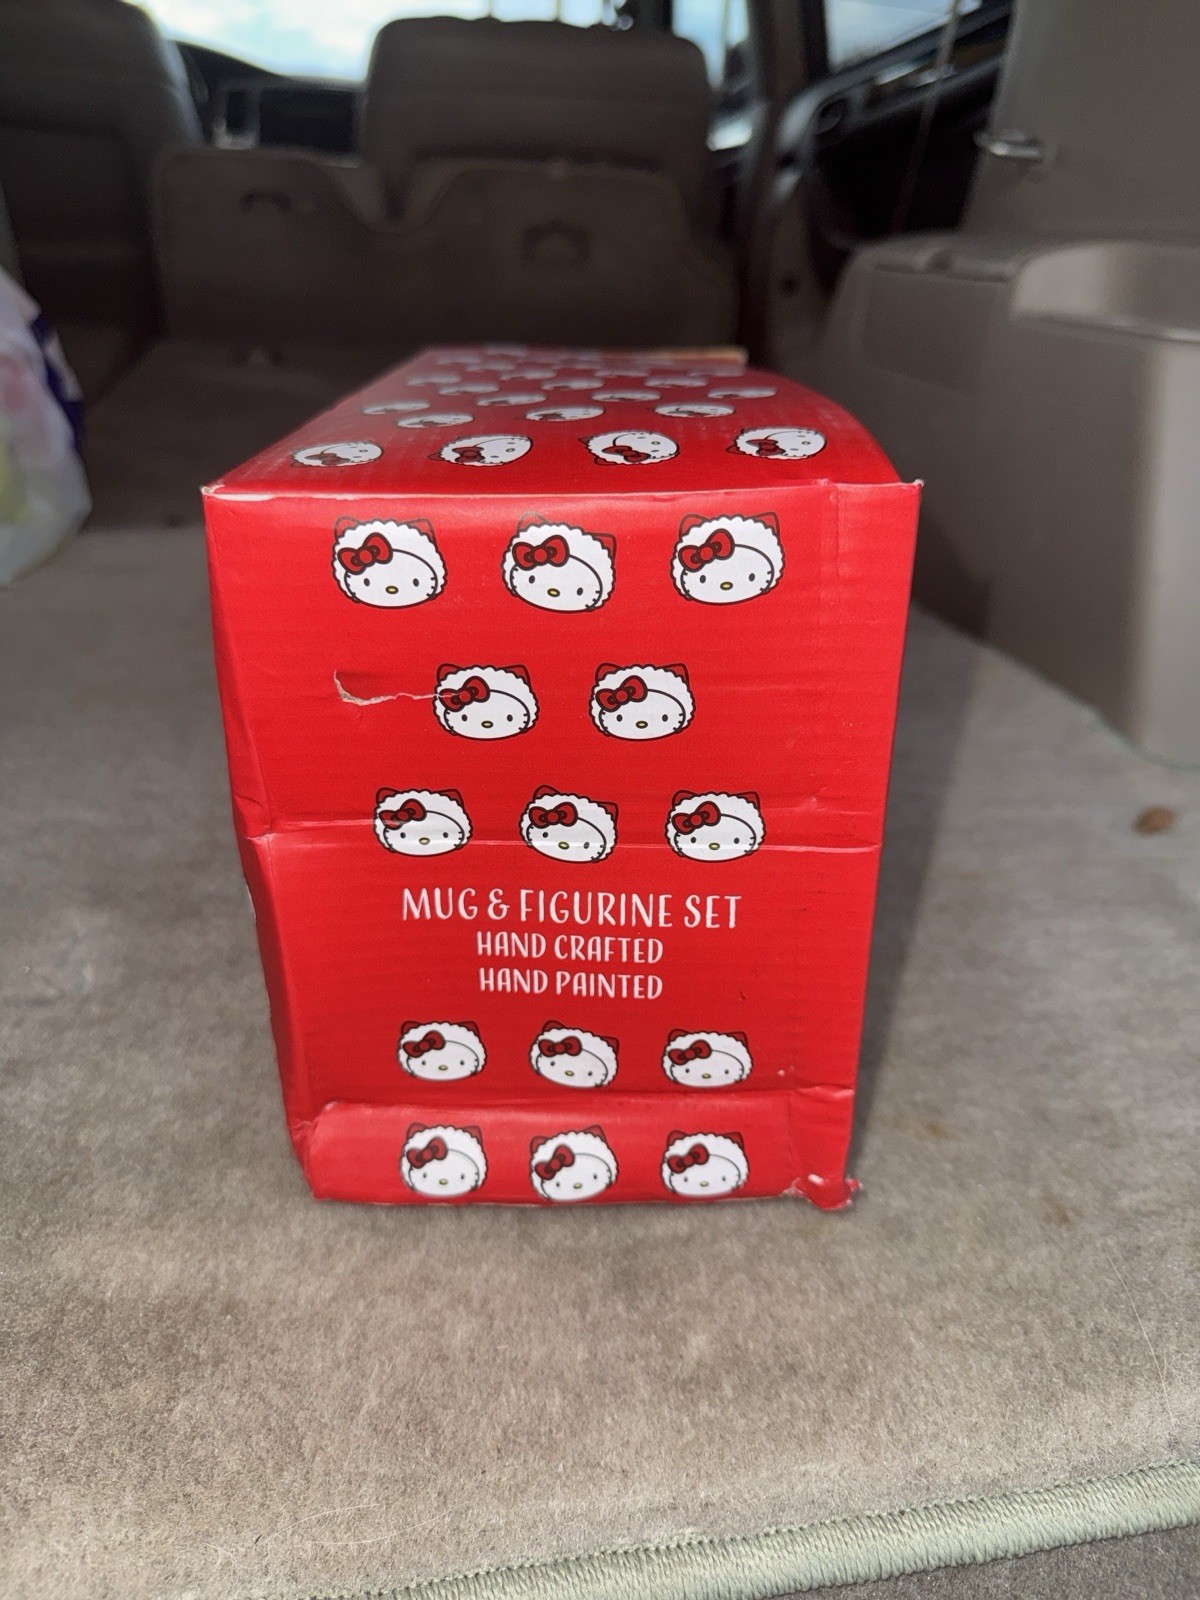 MUG & FIGURINE SET
HAND CRAFTED
HAND PAINTED